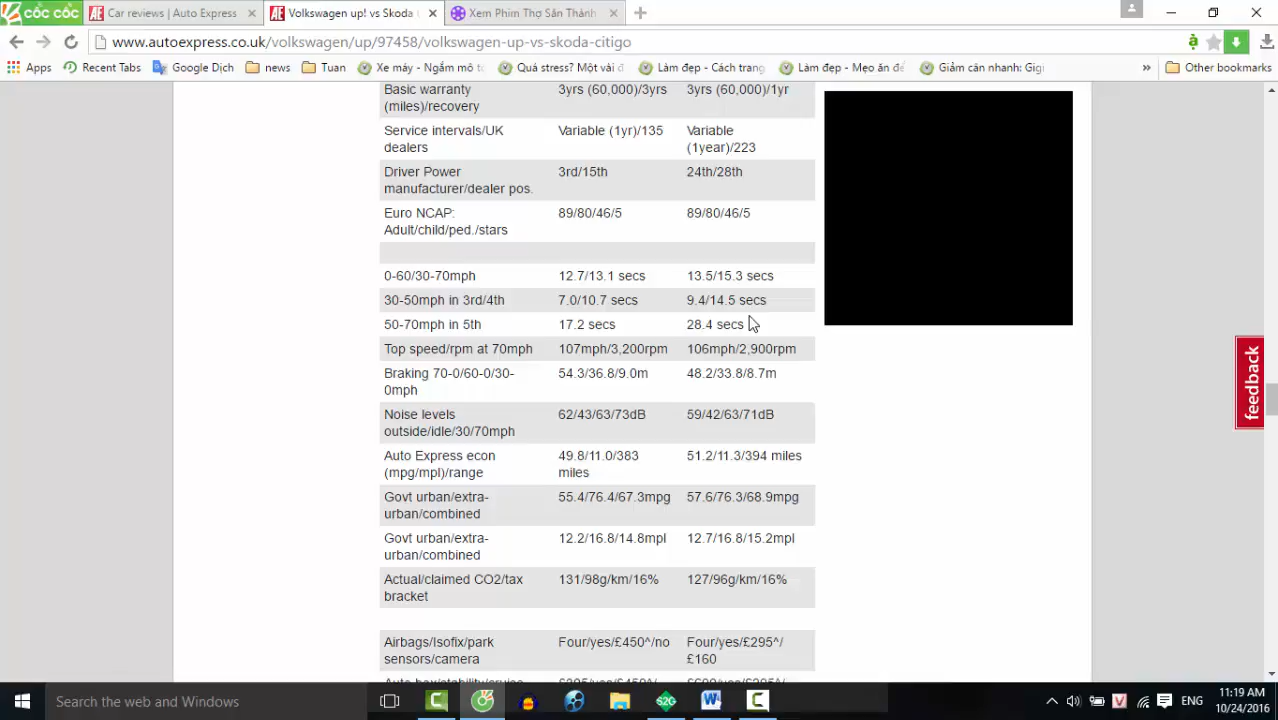 CỐC CỐC
Car reviews | Auto Express
Volkswagen up! vs Skoda
Xem Phim Thợ Săn Thành
www.autoexpress.co.uk/volkswagen/up/97458/volkswagen-up-vs-skoda-citigo
Apps
Recent Tabs
Google Dịch
news
Tuan
Xe máy - Ngắm mô tô
Quá stress? Một vài đ
Làm đẹp - Cách trang
Làm đẹp - Mẹo ăn để
Giảm cân nhanh: Gigi
»
Other bookmarks
Basic warranty 3yrs (60,000)/3yrs 3yrs (60,000)/1yr
(miles)/recovery
Service intervals/UK Variable (1yr)/135 Variable
dealers (1year)/223
Driver Power 3rd/15th 24th/28th
manufacturer/dealer pos.
Euro NCAP: 89/80/46/5 89/80/46/5
Adult/child/ped./stars
0-60/30-70mph 12.7/13.1 secs 13.5/15.3 secs
30-50mph in 3rd/4th 7.0/10.7 secs 9.4/14.5 secs
50-70mph in 5th 17.2 secs 28.4 secs
Top speed/rpm at 70mph 107mph/3,200rpm 106mph/2,900rpm
Braking 70-0/60-0/30- 54.3/36.8/9.0m 48.2/33.8/8.7m
0mph
Noise levels 62/43/63/73dB 59/42/63/71dB
outside/idle/30/70mph
Auto Express econ 49.8/11.0/383 51.2/11.3/394 miles
(mpg/mpl)/range miles
Govt urban/extra- 55.4/76.4/67.3mpg 57.6/76.3/68.9mpg
urban/combined
Govt urban/extra- 12.2/16.8/14.8mpl 12.7/16.8/15.2mpl
urban/combined
Actual/claimed CO2/tax 131/98g/km/16% 127/96g/km/16%
bracket
Airbags/Isofix/park Four/yes/£450^/no Four/yes/£295^/
sensors/camera £160
feedback
Search the web and Windows
ENG
11:19 AM
10/24/2016